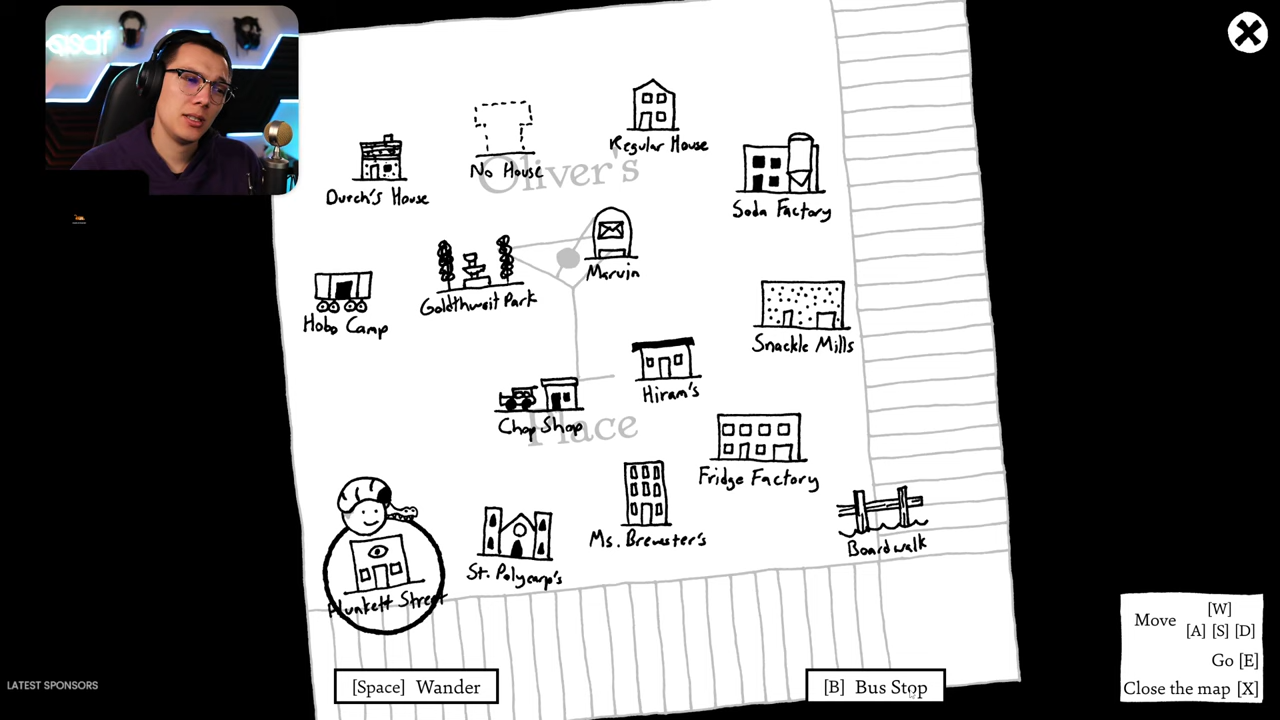 Regular House
No House
Oliver's
Durch's House
Soda Factory
Marvin
Goldthwait Park
Hobo Camp
Snackle Mills
Hiram's
Chop Shop
Place
Fridge Factory
Ms. Brewster's
Boardwalk
St. Polycarp's
Plunkett Street
Move [W]
[A] [S] [D]
Go [E]
Close the map [X]
[Space] Wander
[B] Bus Stop
LATEST SPONSORS